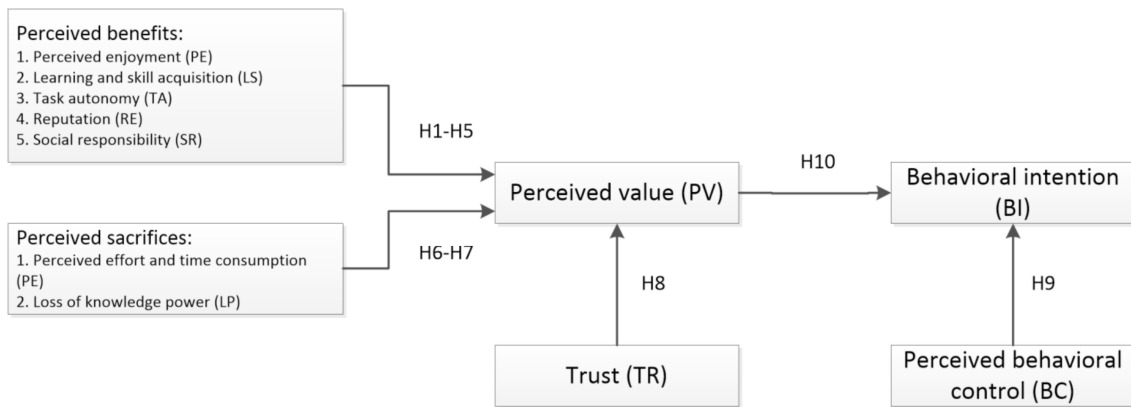 Perceived benefits:
1. Perceived enjoyment (PE)
2. Learning and skill acquisition (LS)
3. Task autonomy (TA)
4. Reputation (RE)
5. Social responsibility (SR)
H1-H5
H10
Perceived value (PV)
Behavioral intention
(BI)
Perceived sacrifices:
1. Perceived effort and time consumption
(PE)
2. Loss of knowledge power (LP)
H6-H7
H8
H9
Trust (TR)
Perceived behavioral
control (BC)